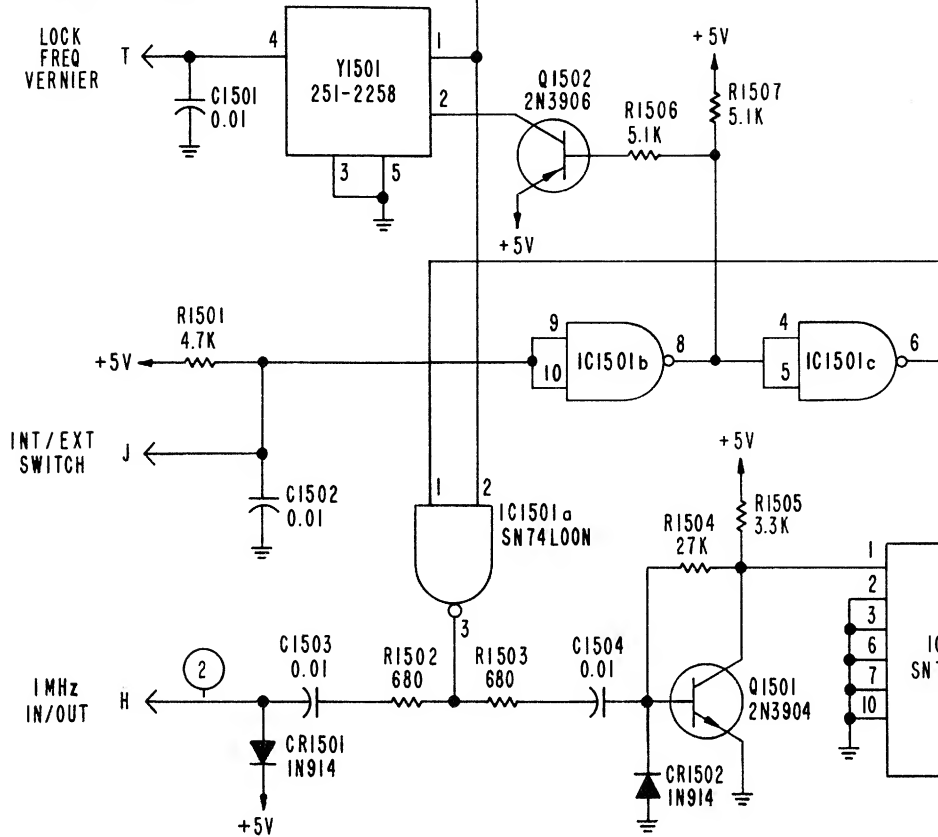 LOCK
FREQ
VERNIER
T
4
Y1501
251-2258
1
2
3
5
C1501
0.01
Q1502
2N3906
+5V
R1506
5.1K
+5V
R1507
5.1K
R1501
4.7K
+5V
9
10
IC1501b
8
4
5
IC1501c
6
INT/EXT
SWITCH
J
C1502
0.01
1
2
IC1501a
SN74L00N
3
+5V
R1505
3.3K
R1504
27K
1
2
3
6
7
10
IC
SN7
1MHz
IN/OUT
H
2
C1503
0.01
R1502
680
R1503
680
C1504
0.01
Q1501
2N3904
CR1501
1N914
+5V
CR1502
1N914